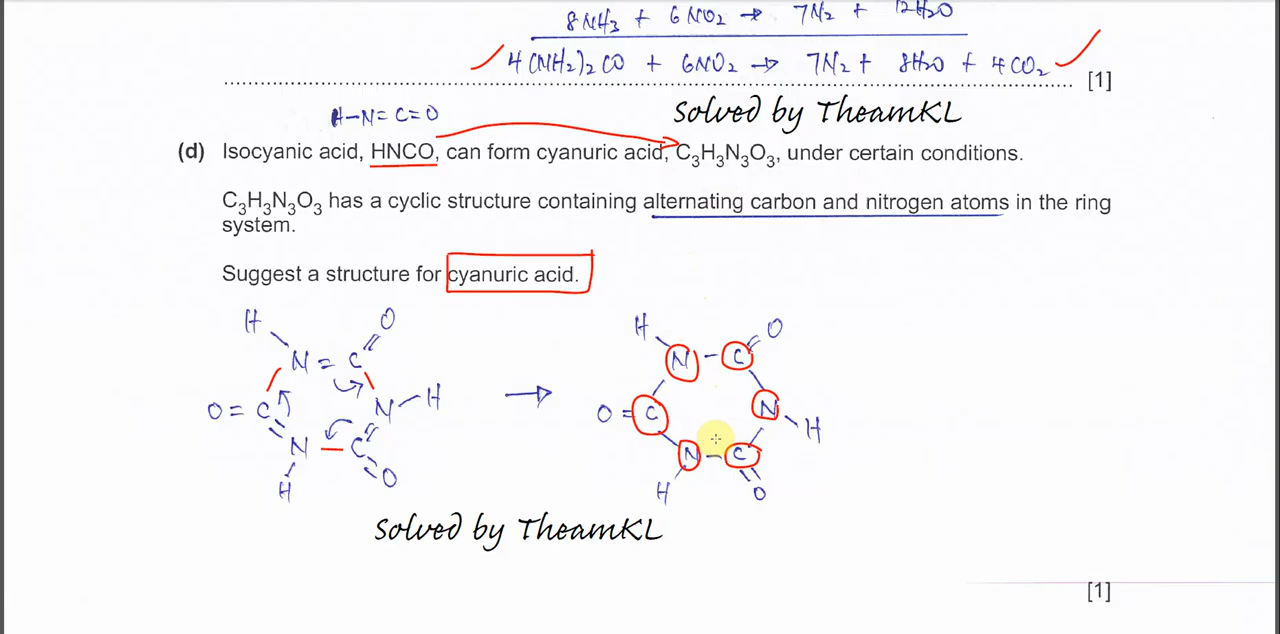 8NH₃ + 6NO₂ → 7N₂ + 12H₂O
4(NH₂)₂CO + 6NO₂ → 7N₂ + 8H₂O + 4CO₂ [1]
H–N=C=O
Solved by TheamKL
(d) Isocyanic acid, HNCO, can form cyanuric acid, C₃H₃N₃O₃, under certain conditions.
C₃H₃N₃O₃ has a cyclic structure containing alternating carbon and nitrogen atoms in the ring
system.
Suggest a structure for cyanuric acid.
H O H O
N = C N – C
O = C N – H → O = C N
H
N – C N – C
H O H O
Solved by TheamKL
[1]